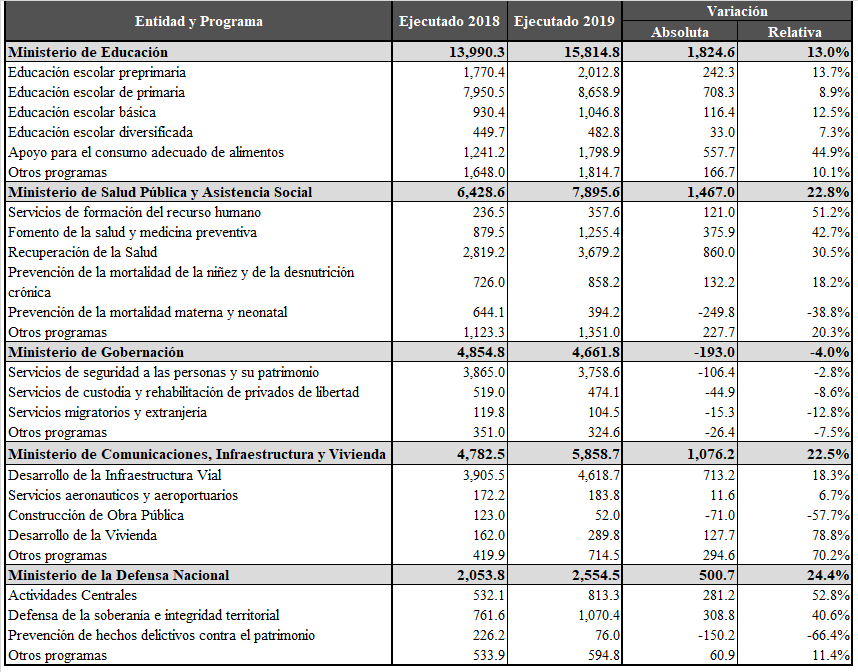 Entidad y Programa Ejecutado 2018 Ejecutado 2019 Variación
Absoluta Relativa
Ministerio de Educación 13,990.3 15,814.8 1,824.6 13.0%
Educación escolar preprimaria 1,770.4 2,012.8 242.3 13.7%
Educación escolar de primaria 7,950.5 8,658.9 708.3 8.9%
Educación escolar básica 930.4 1,046.8 116.4 12.5%
Educación escolar diversificada 449.7 482.8 33.0 7.3%
Apoyo para el consumo adecuado de alimentos 1,241.2 1,798.9 557.7 44.9%
Otros programas 1,648.0 1,814.7 166.7 10.1%
Ministerio de Salud Pública y Asistencia Social 6,428.6 7,895.6 1,467.0 22.8%
Servicios de formación del recurso humano 236.5 357.6 121.0 51.2%
Fomento de la salud y medicina preventiva 879.5 1,255.4 375.9 42.7%
Recuperación de la Salud 2,819.2 3,679.2 860.0 30.5%
Prevención de la mortalidad de la niñez y de la desnutrición
crónica 726.0 858.2 132.2 18.2%
Prevención de la mortalidad materna y neonatal 644.1 394.2 -249.8 -38.8%
Otros programas 1,123.3 1,351.0 227.7 20.3%
Ministerio de Gobernación 4,854.8 4,661.8 -193.0 -4.0%
Servicios de seguridad a las personas y su patrimonio 3,865.0 3,758.6 -106.4 -2.8%
Servicios de custodia y rehabilitación de privados de libertad 519.0 474.1 -44.9 -8.6%
Servicios migratorios y extranjeria 119.8 104.5 -15.3 -12.8%
Otros programas 351.0 324.6 -26.4 -7.5%
Ministerio de Comunicaciones, Infraestructura y Vivienda 4,782.5 5,858.7 1,076.2 22.5%
Desarrollo de la Infraestructura Vial 3,905.5 4,618.7 713.2 18.3%
Servicios aeronauticos y aeroportuarios 172.2 183.8 11.6 6.7%
Construcción de Obra Pública 123.0 52.0 -71.0 -57.7%
Desarrollo de la Vivienda 162.0 289.8 127.7 78.8%
Otros programas 419.9 714.5 294.6 70.2%
Ministerio de la Defensa Nacional 2,053.8 2,554.5 500.7 24.4%
Actividades Centrales 532.1 813.3 281.2 52.8%
Defensa de la soberanía e integridad territorial 761.6 1,070.4 308.8 40.6%
Prevención de hechos delictivos contra el patrimonio 226.2 76.0 -150.2 -66.4%
Otros programas 533.9 594.8 60.9 11.4%